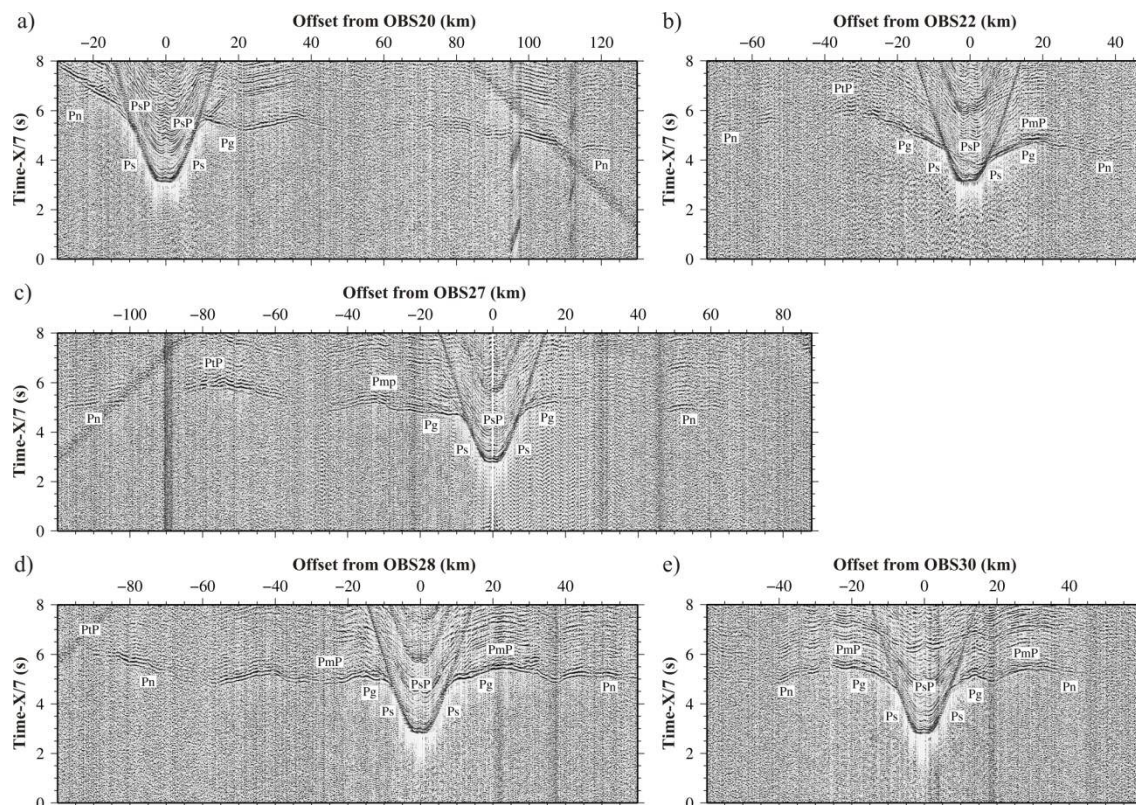 a)
Offset from OBS20 (km)
−20 0 20 40 60 80 100 120
Time-X/7 (s)
8
6
4
2
0
Pn
PsP
PsP
Ps
Ps
Pg
Pn
b)
Offset from OBS22 (km)
−60 −40 −20 0 20 40
Time-X/7 (s)
8
6
4
2
0
PtP
Pn
Pg
Ps
PsP
Ps
PmP
Pg
Pn
c)
Offset from OBS27 (km)
−100 −80 −60 −40 −20 0 20 40 60 80
Time-X/7 (s)
8
6
4
2
0
Pn
PtP
Pmp
Pg
Ps
PsP
Ps
Pg
Pn
d)
Offset from OBS28 (km)
−80 −60 −40 −20 0 20 40
Time-X/7 (s)
8
6
4
2
0
PtP
Pn
PmP
Pg
Ps
PsP
Ps
PmP
Pg
Pn
e)
Offset from OBS30 (km)
−40 −20 0 20 40
Time-X/7 (s)
8
6
4
2
0
Pn
PmP
Pg
Ps
PsP
Ps
Pg
PmP
Pn